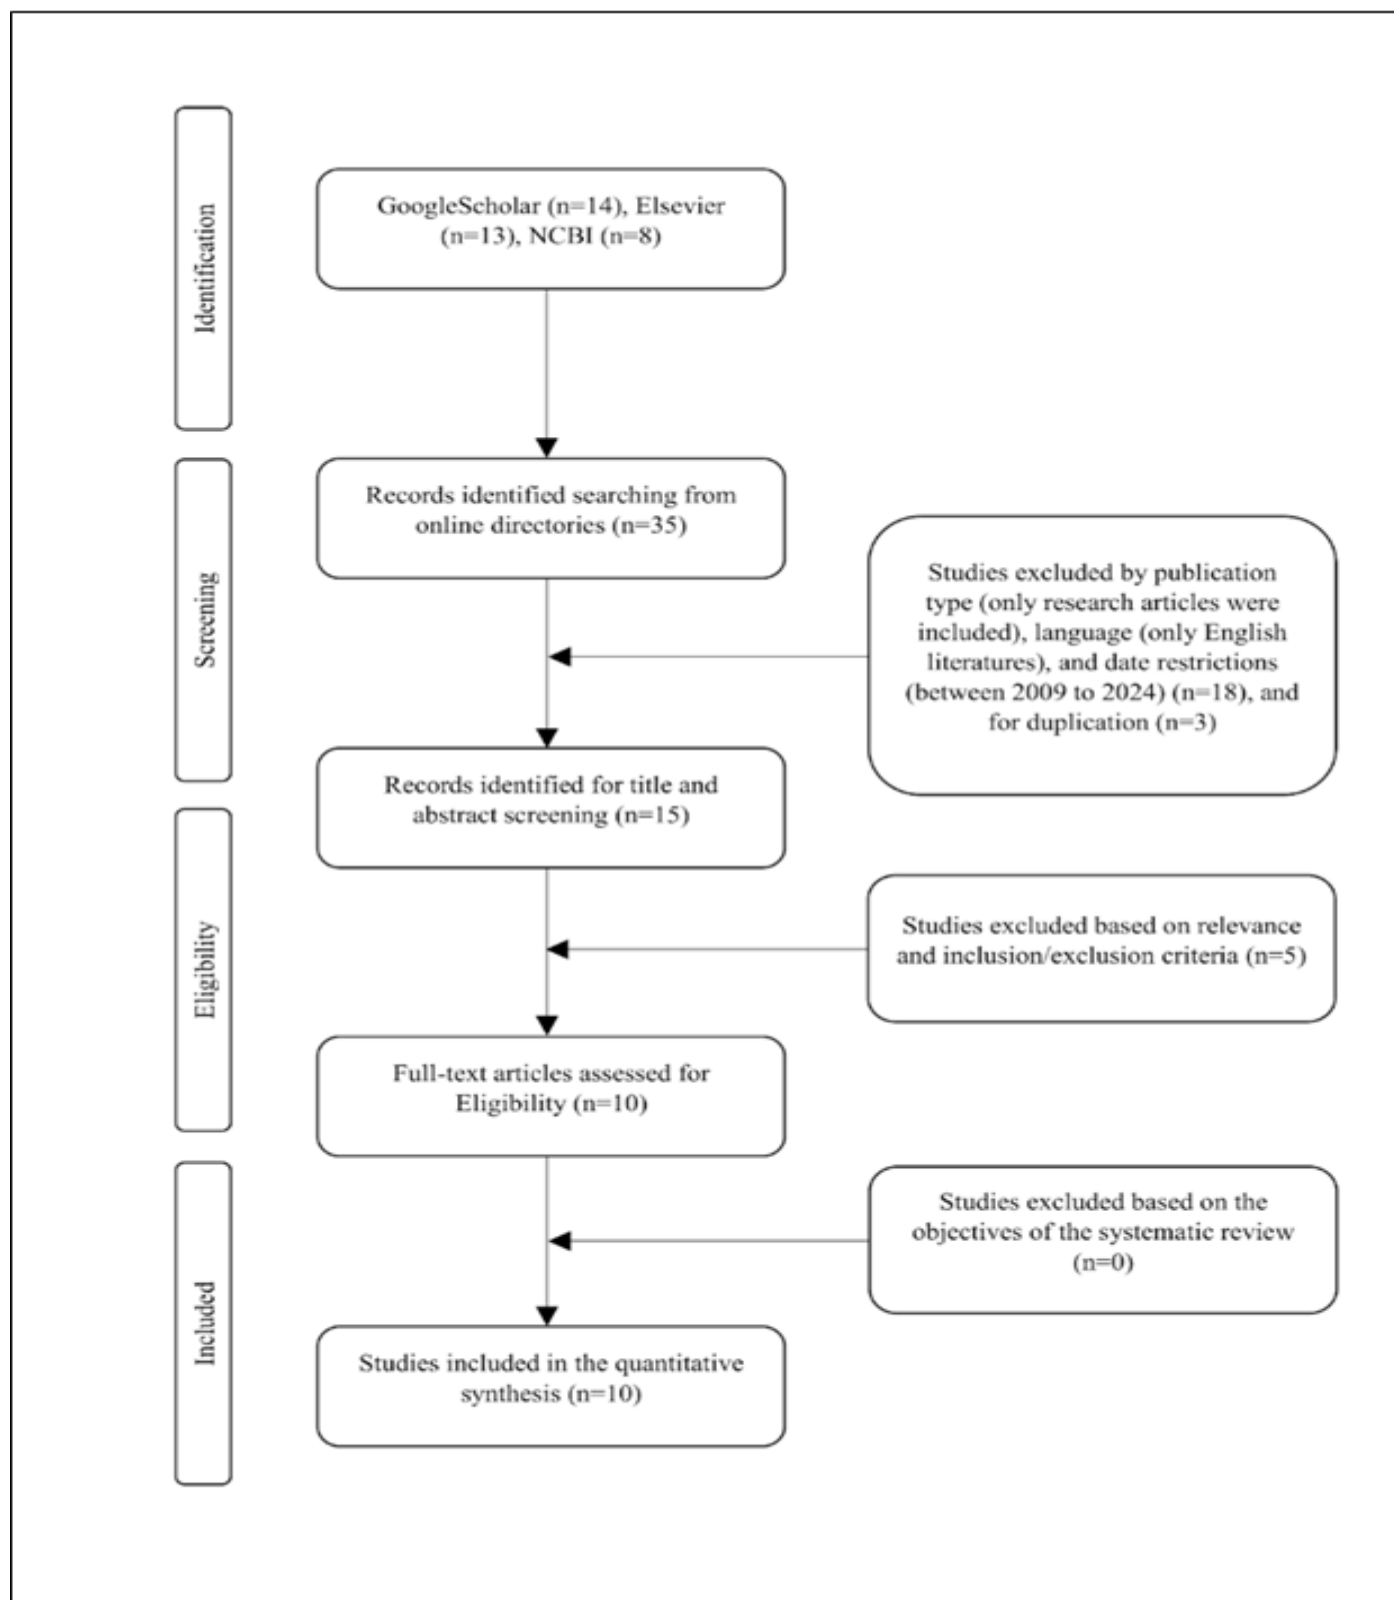 Identification
GoogleScholar (n=14), Elsevier
(n=13), NCBI (n=8)
Screening
Records identified searching from
online directories (n=35)
Studies excluded by publication
type (only research articles were
included), language (only English
literatures), and date restrictions
(between 2009 to 2024) (n=18), and
for duplication (n=3)
Records identified for title and
abstract screening (n=15)
Eligibility
Studies excluded based on relevance
and inclusion/exclusion criteria (n=5)
Full-text articles assessed for
Eligibility (n=10)
Included
Studies excluded based on the
objectives of the systematic review
(n=0)
Studies included in the quantitative
synthesis (n=10)